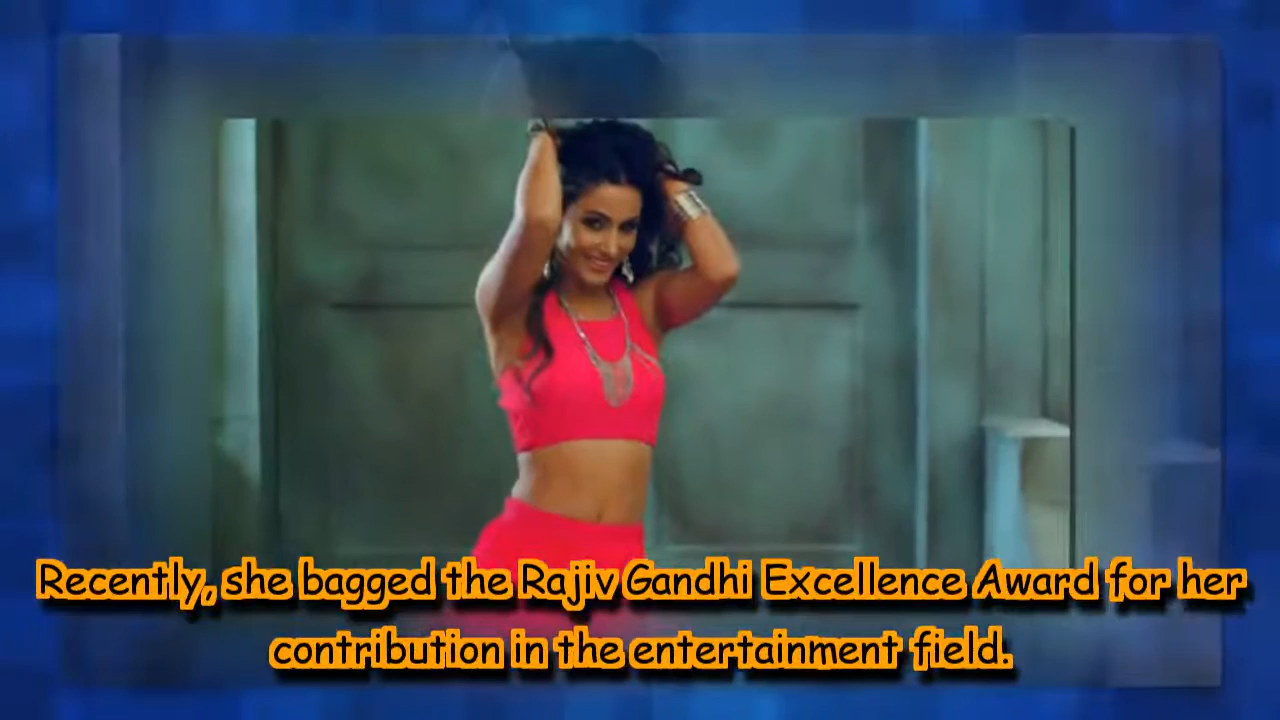 Recently, she bagged the Rajiv Gandhi Excellence Award for her
contribution in the entertainment field.